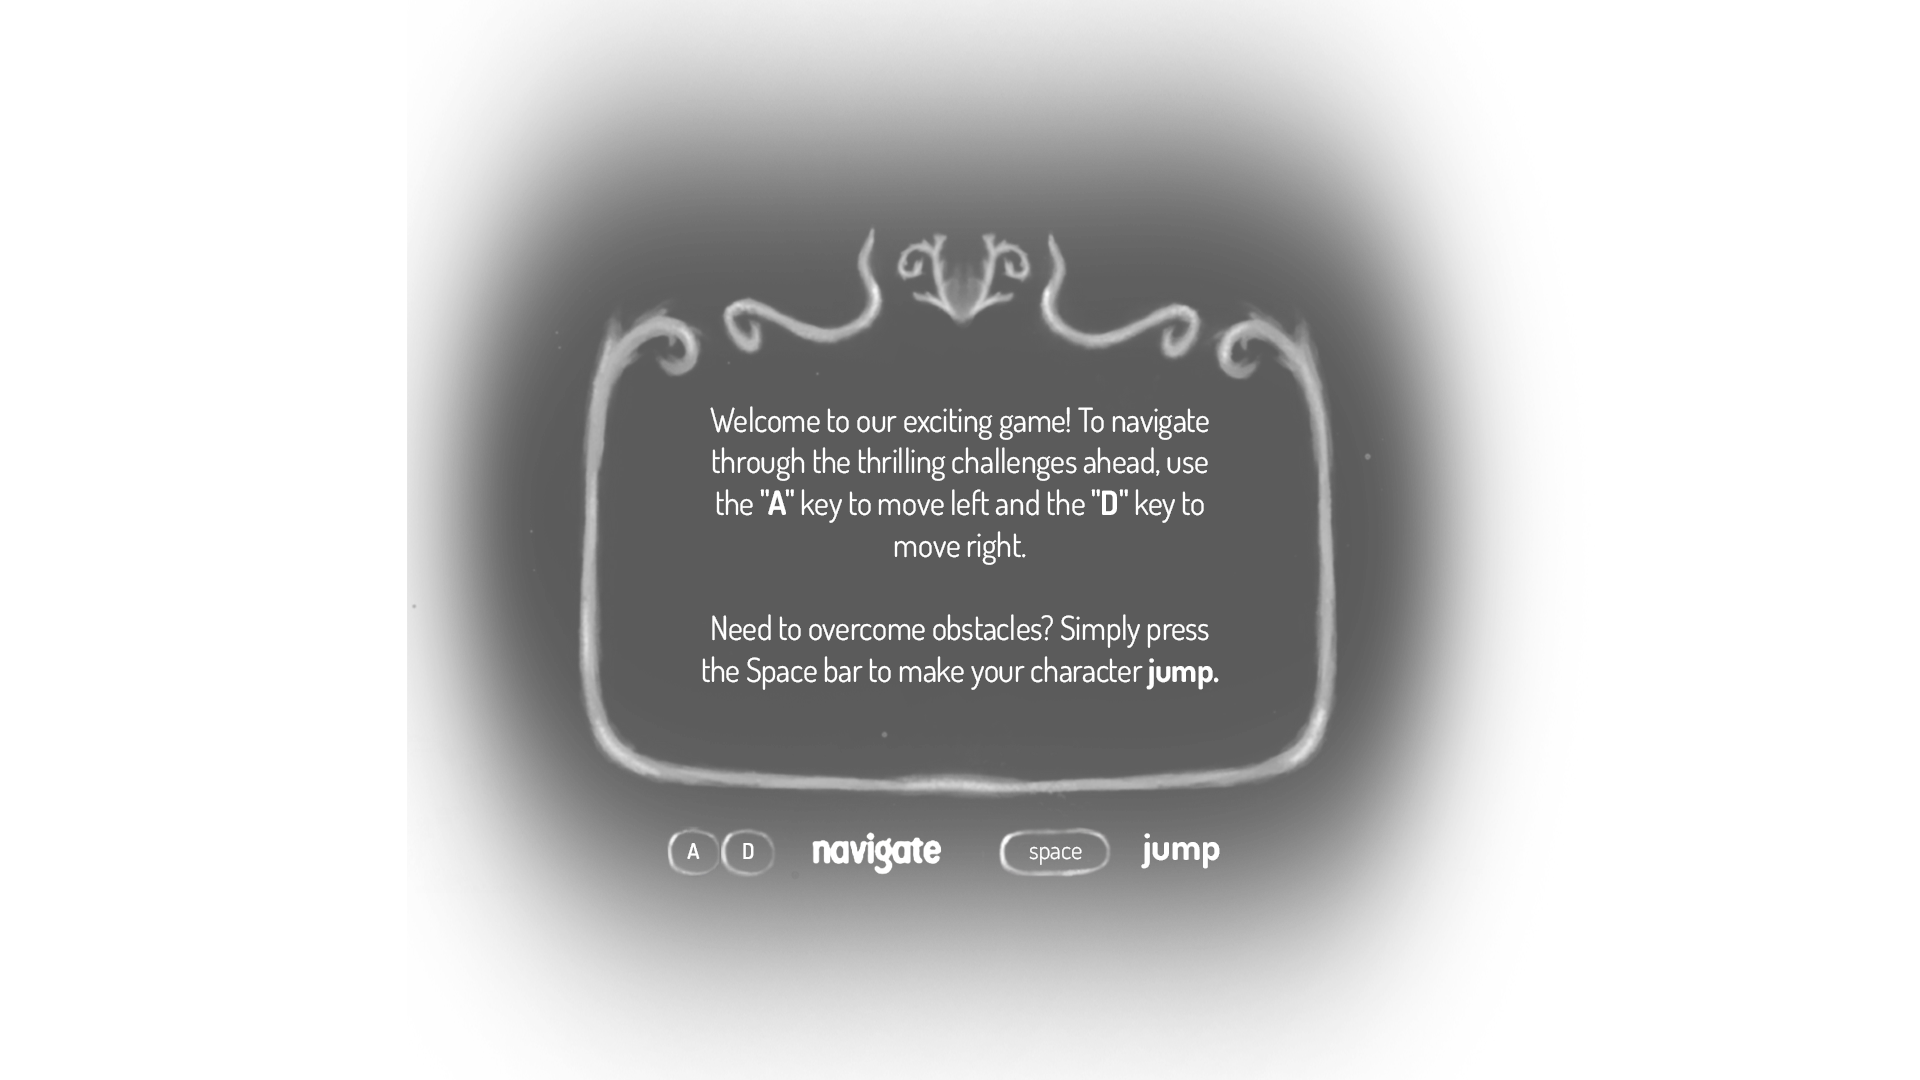 Welcome to our exciting game! To navigate
through the thrilling challenges ahead, use
the "A" key to move left and the "D" key to
move right.
Need to overcome obstacles? Simply press
the Space bar to make your character jump.
A D navigate space jump